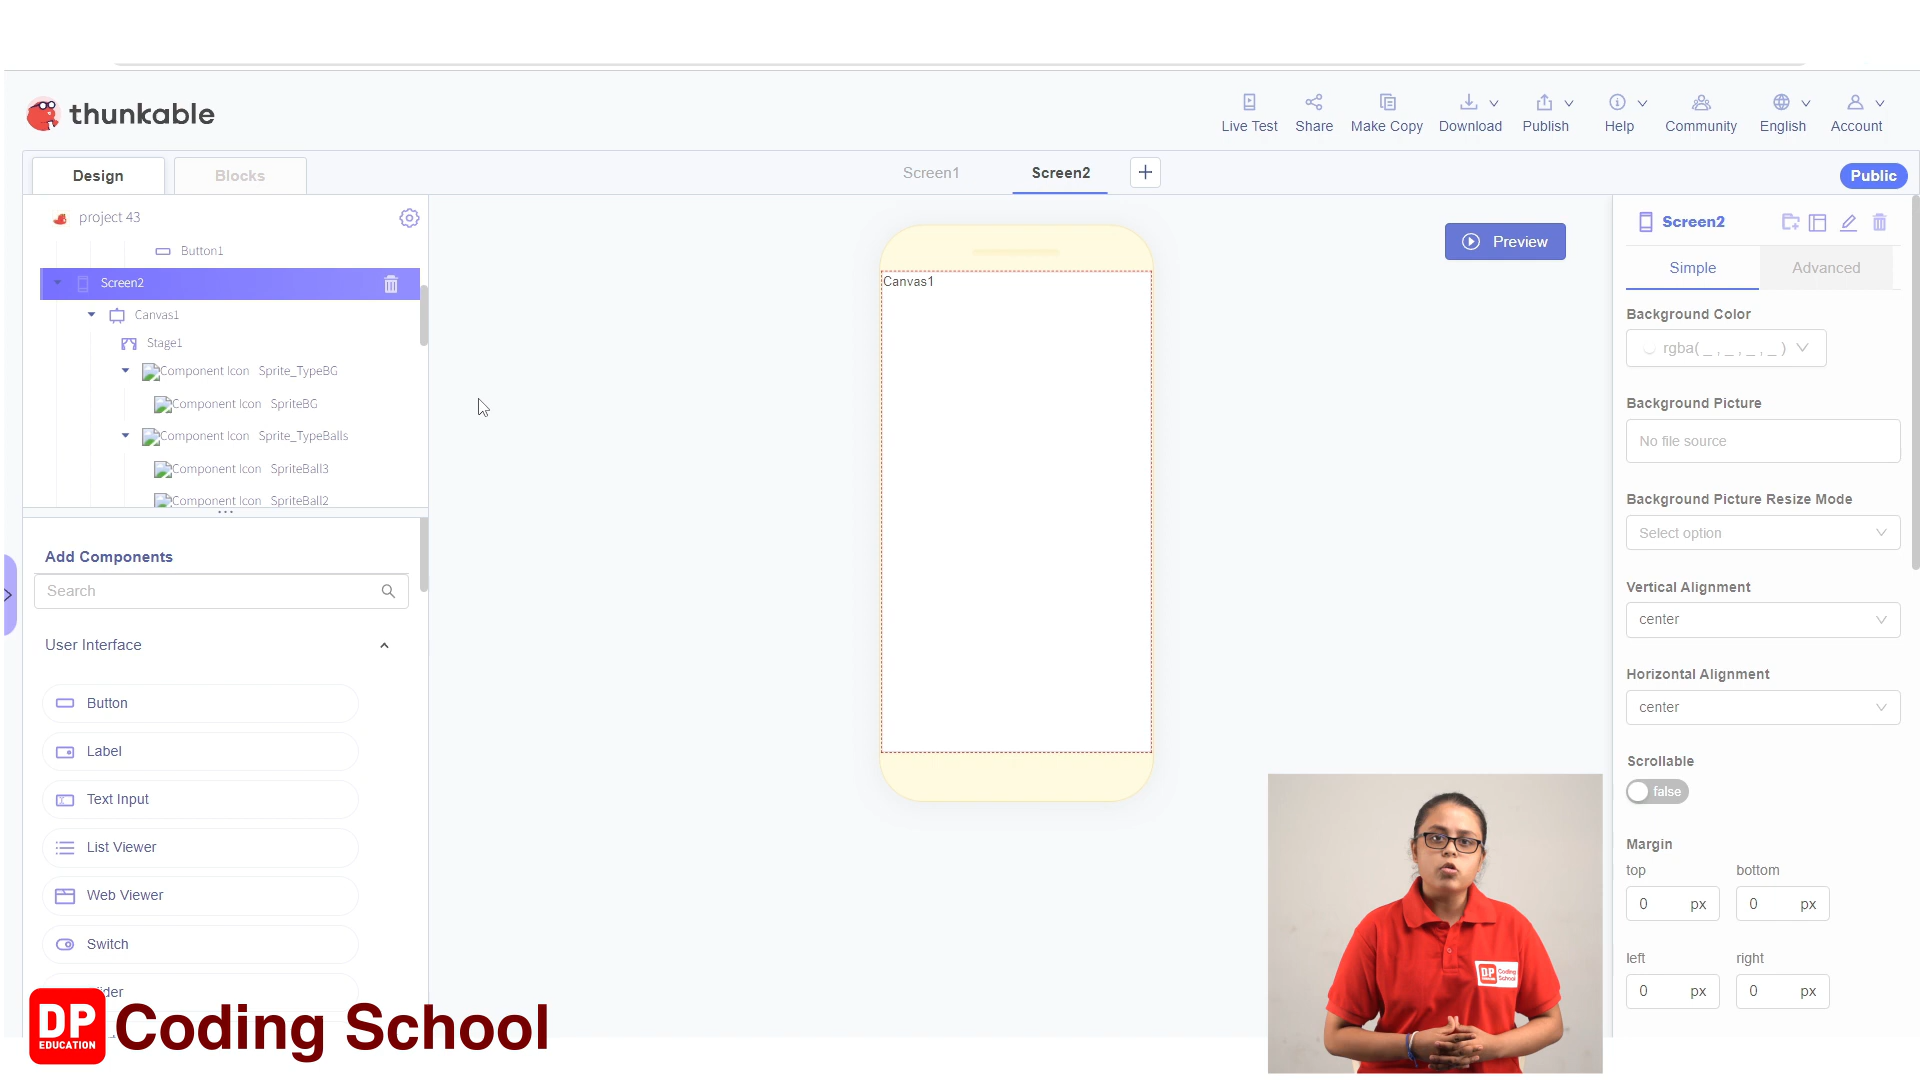 thunkable
Live Test
Share
Make Copy
Download
Publish
Help
Community
English
Account
Design
Blocks
Screen1
Screen2
Public
project 43
Button1
Screen2
Canvas1
Stage1
Component Icon Sprite_TypeBG
Component Icon SpriteBG
Component Icon Sprite_TypeBalls
Component Icon SpriteBall3
Component Icon SpriteBall2
Add Components
Search
User Interface
Button
Label
Text Input
List Viewer
Web Viewer
Switch
Canvas1
Preview
Screen2
Simple
Advanced
Background Color
rgba( _ , _ , _ , _ )
Background Picture
No file source
Background Picture Resize Mode
Select option
Vertical Alignment
center
Horizontal Alignment
center
Scrollable
false
Margin
top
bottom
0 px
0 px
left
right
0 px
0 px
DP
EDUCATION
Coding School
DP
Coding
School